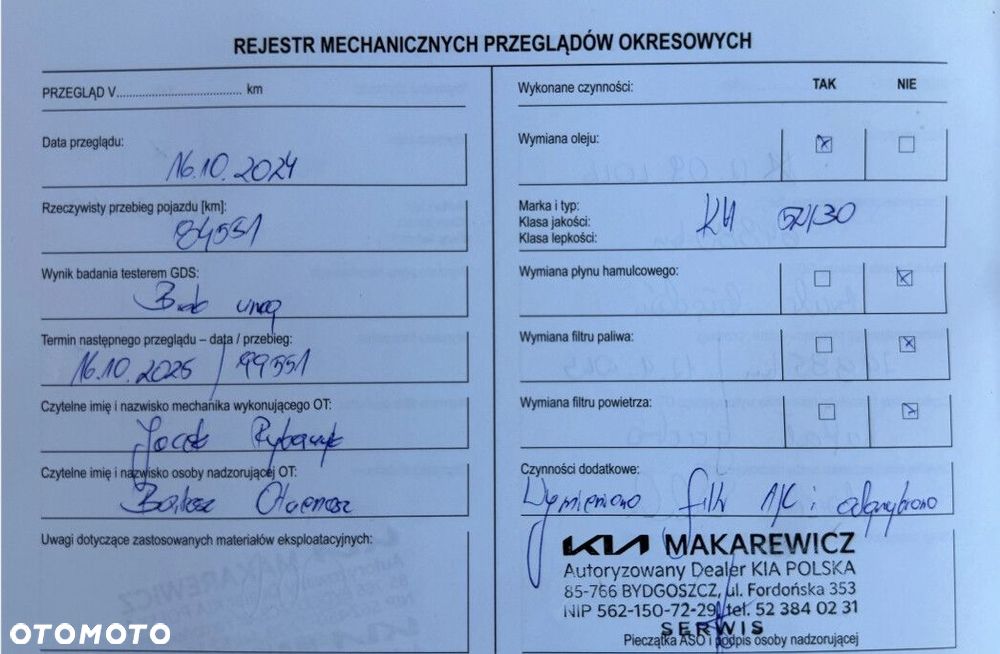 REJESTR MECHANICZNYCH PRZEGLĄDÓW OKRESOWYCH
PRZEGLĄD V........................................ km
Data przeglądu:
16.10.2024
Rzeczywisty przebieg pojazdu [km]:
84551
Wynik badania testerem GDS:
Brak uwag
Termin następnego przeglądu – data / przebieg:
16.10.2025 / 99551
Czytelne imię i nazwisko mechanika wykonującego OT:
Jacek
Czytelne imię i nazwisko osoby nadzorującej OT:
Bartosz
Uwagi dotyczące zastosowanych materiałów eksploatacyjnych:
Wykonane czynności: TAK NIE
Wymiana oleju:
Marka i typ:
Klasa jakości:
Klasa lepkości:
5W30
Wymiana płynu hamulcowego:
Wymiana filtru paliwa:
Wymiana filtru powietrza:
Czynności dodatkowe:
Wymieniono filtr A/C i odgrzybiono
KIA MAKAREWICZ
Autoryzowany Dealer KIA POLSKA
85-766 BYDGOSZCZ, ul. Fordońska 353
NIP 562-150-72-29, tel. 52 384 02 31
SERWIS
Pieczątka ASO i podpis osoby nadzorującej
OTOMOTO